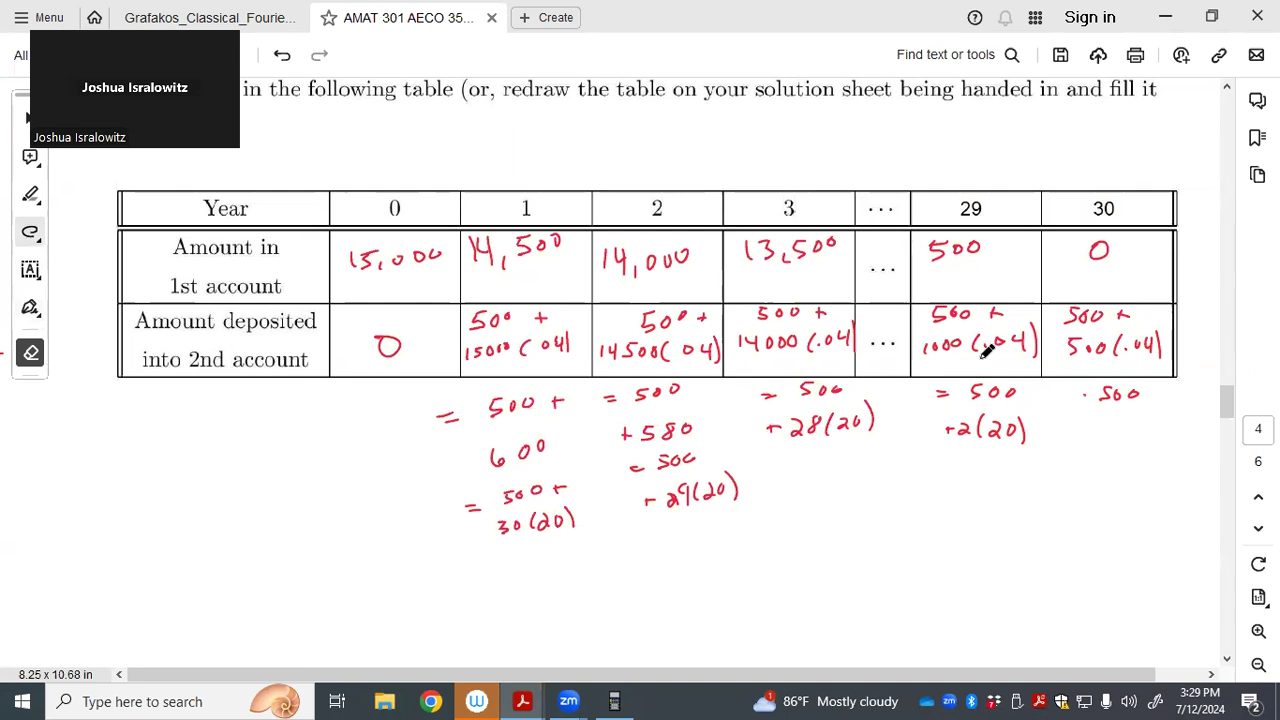 Menu
Grafakos_Classical_Fourie...
AMAT 301 AECO 35...
Create
Sign in
All
Find text or tools
Joshua Isralowitz
Joshua Isralowitz
in the following table (or, redraw the table on your solution sheet being handed in and fill it
Year 0 1 2 3 ··· 29 30
Amount in 1st account 15,000 14,500 14,000 13,500 ... 500 0
Amount deposited into 2nd account 0 500 + 15000(.04) 500 + 14500(.04) 500 + 14000(.04) ... 500 + 1000(.04) 500 + 500(.04)
= 500 + 600 = 500 + 30(20)
= 500 + 580 = 500 + 29(20)
= 500 + 28(20)
= 500 + 2(20)
. 500
4
6
8.25 x 10.68 in
Type here to search
86°F Mostly cloudy
3:29 PM
7/12/2024
2